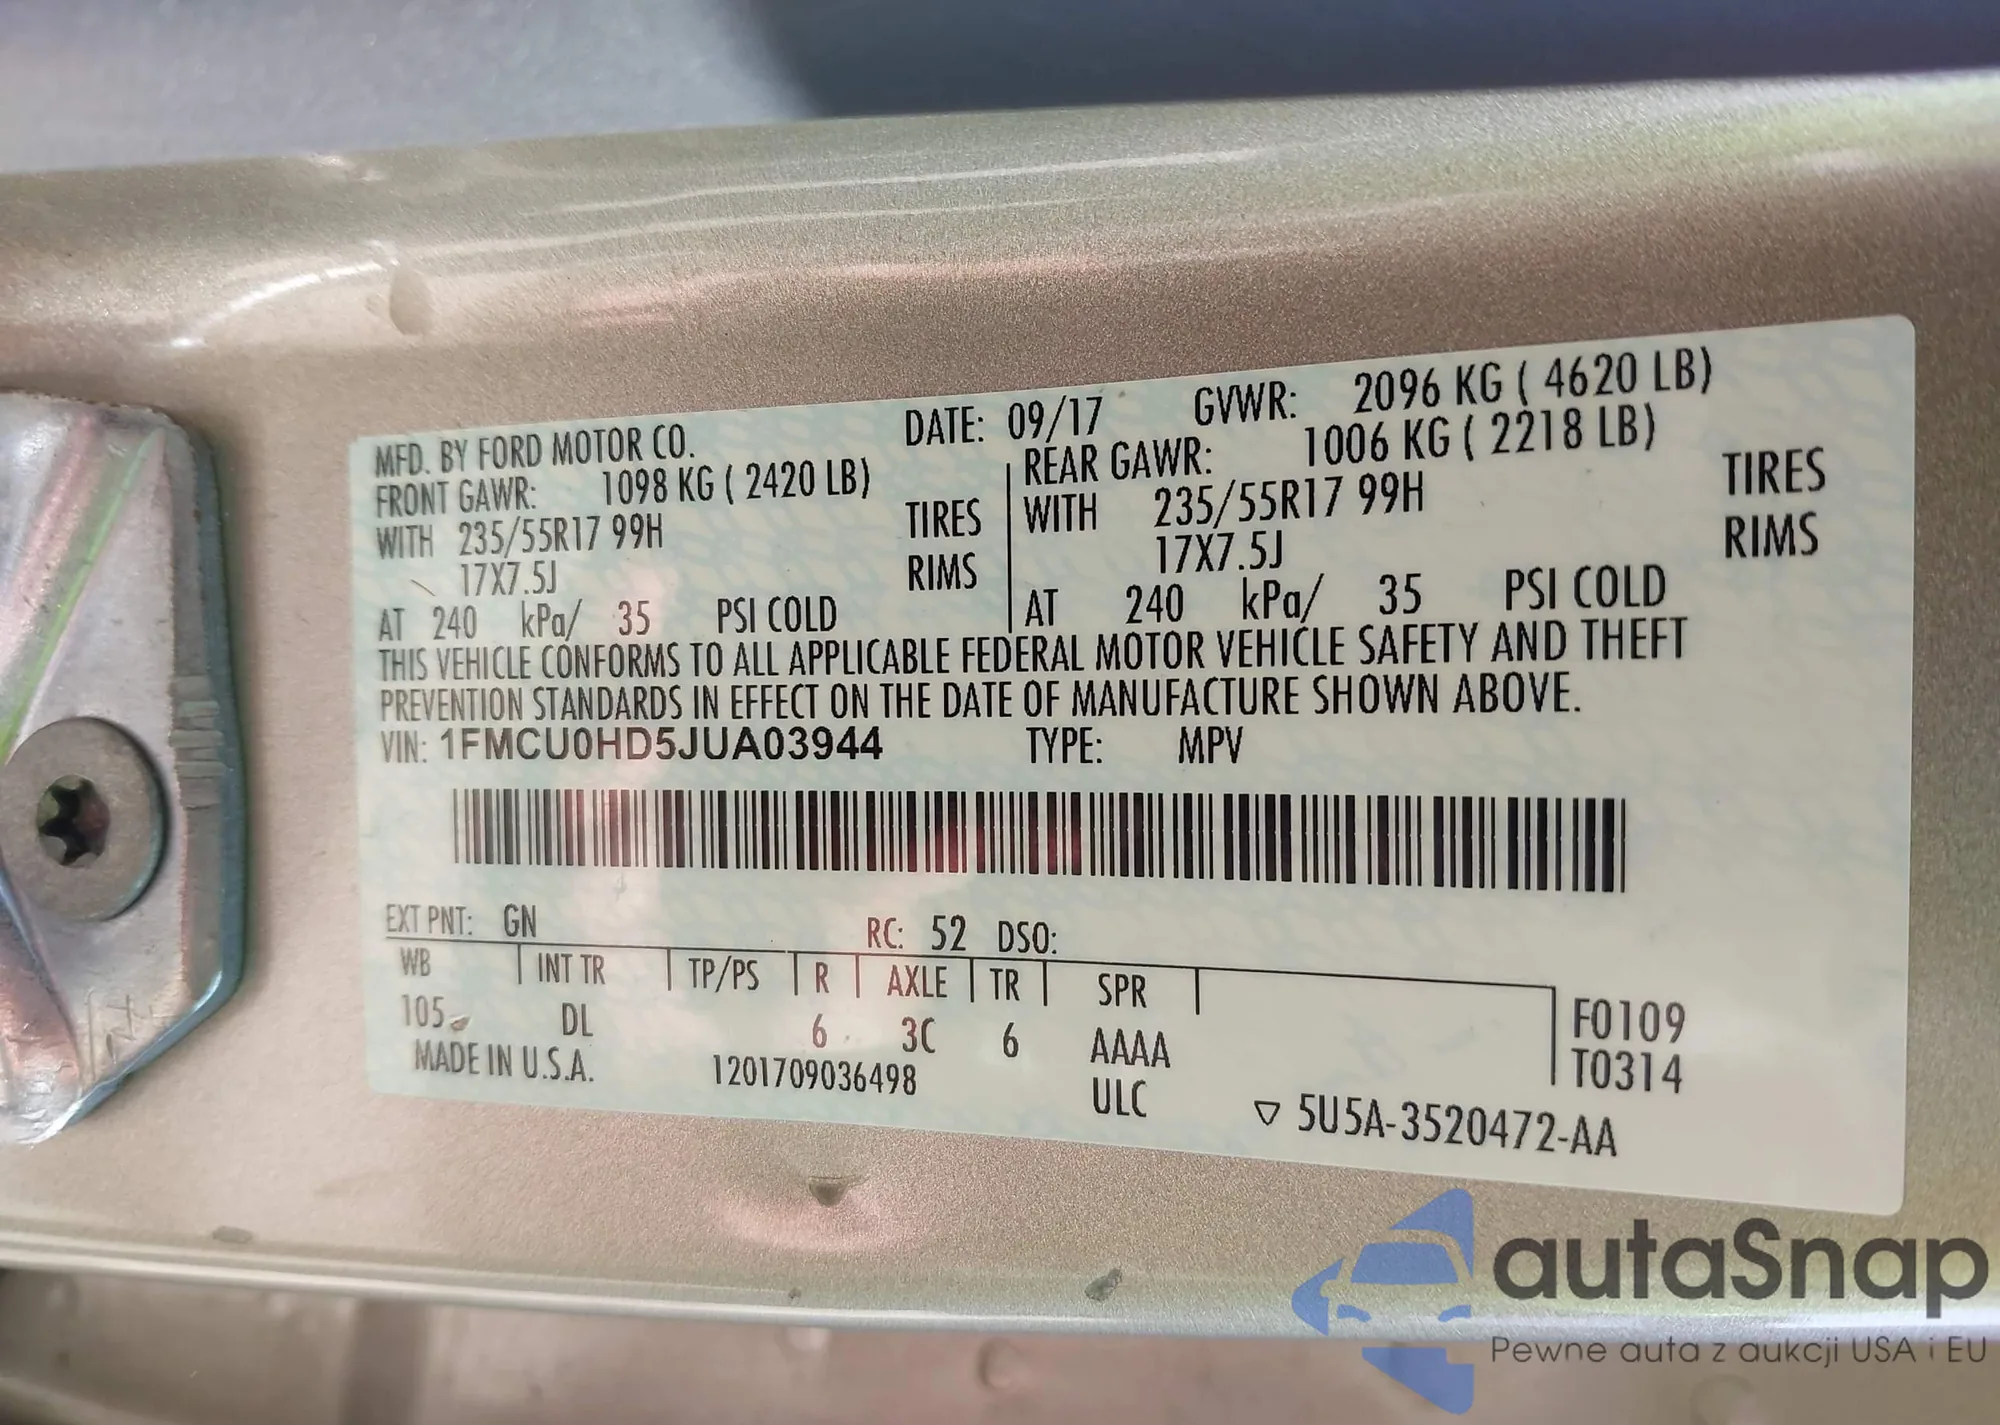 MFD. BY FORD MOTOR CO. DATE: 09/17 GVWR: 2096 KG ( 4620 LB)
FRONT GAWR: 1098 KG ( 2420 LB) REAR GAWR: 1006 KG ( 2218 LB)
WITH 235/55R17 99H TIRES WITH 235/55R17 99H TIRES
17X7.5J RIMS 17X7.5J RIMS
AT 240 kPa/ 35 PSI COLD AT 240 kPa/ 35 PSI COLD
THIS VEHICLE CONFORMS TO ALL APPLICABLE FEDERAL MOTOR VEHICLE SAFETY AND THEFT
PREVENTION STANDARDS IN EFFECT ON THE DATE OF MANUFACTURE SHOWN ABOVE.
VIN: 1FMCU0HD5JUA03944 TYPE: MPV
EXT PNT: GN RC: 52 DSO:
WB INT TR TP/PS R AXLE TR SPR
105 DL 6 3C 6 AAAA F0109
MADE IN U.S.A. 1201709036498 ULC T0314
▽ 5U5A-3520472-AA
autaSnap
Pewne auta z aukcji USA i EU